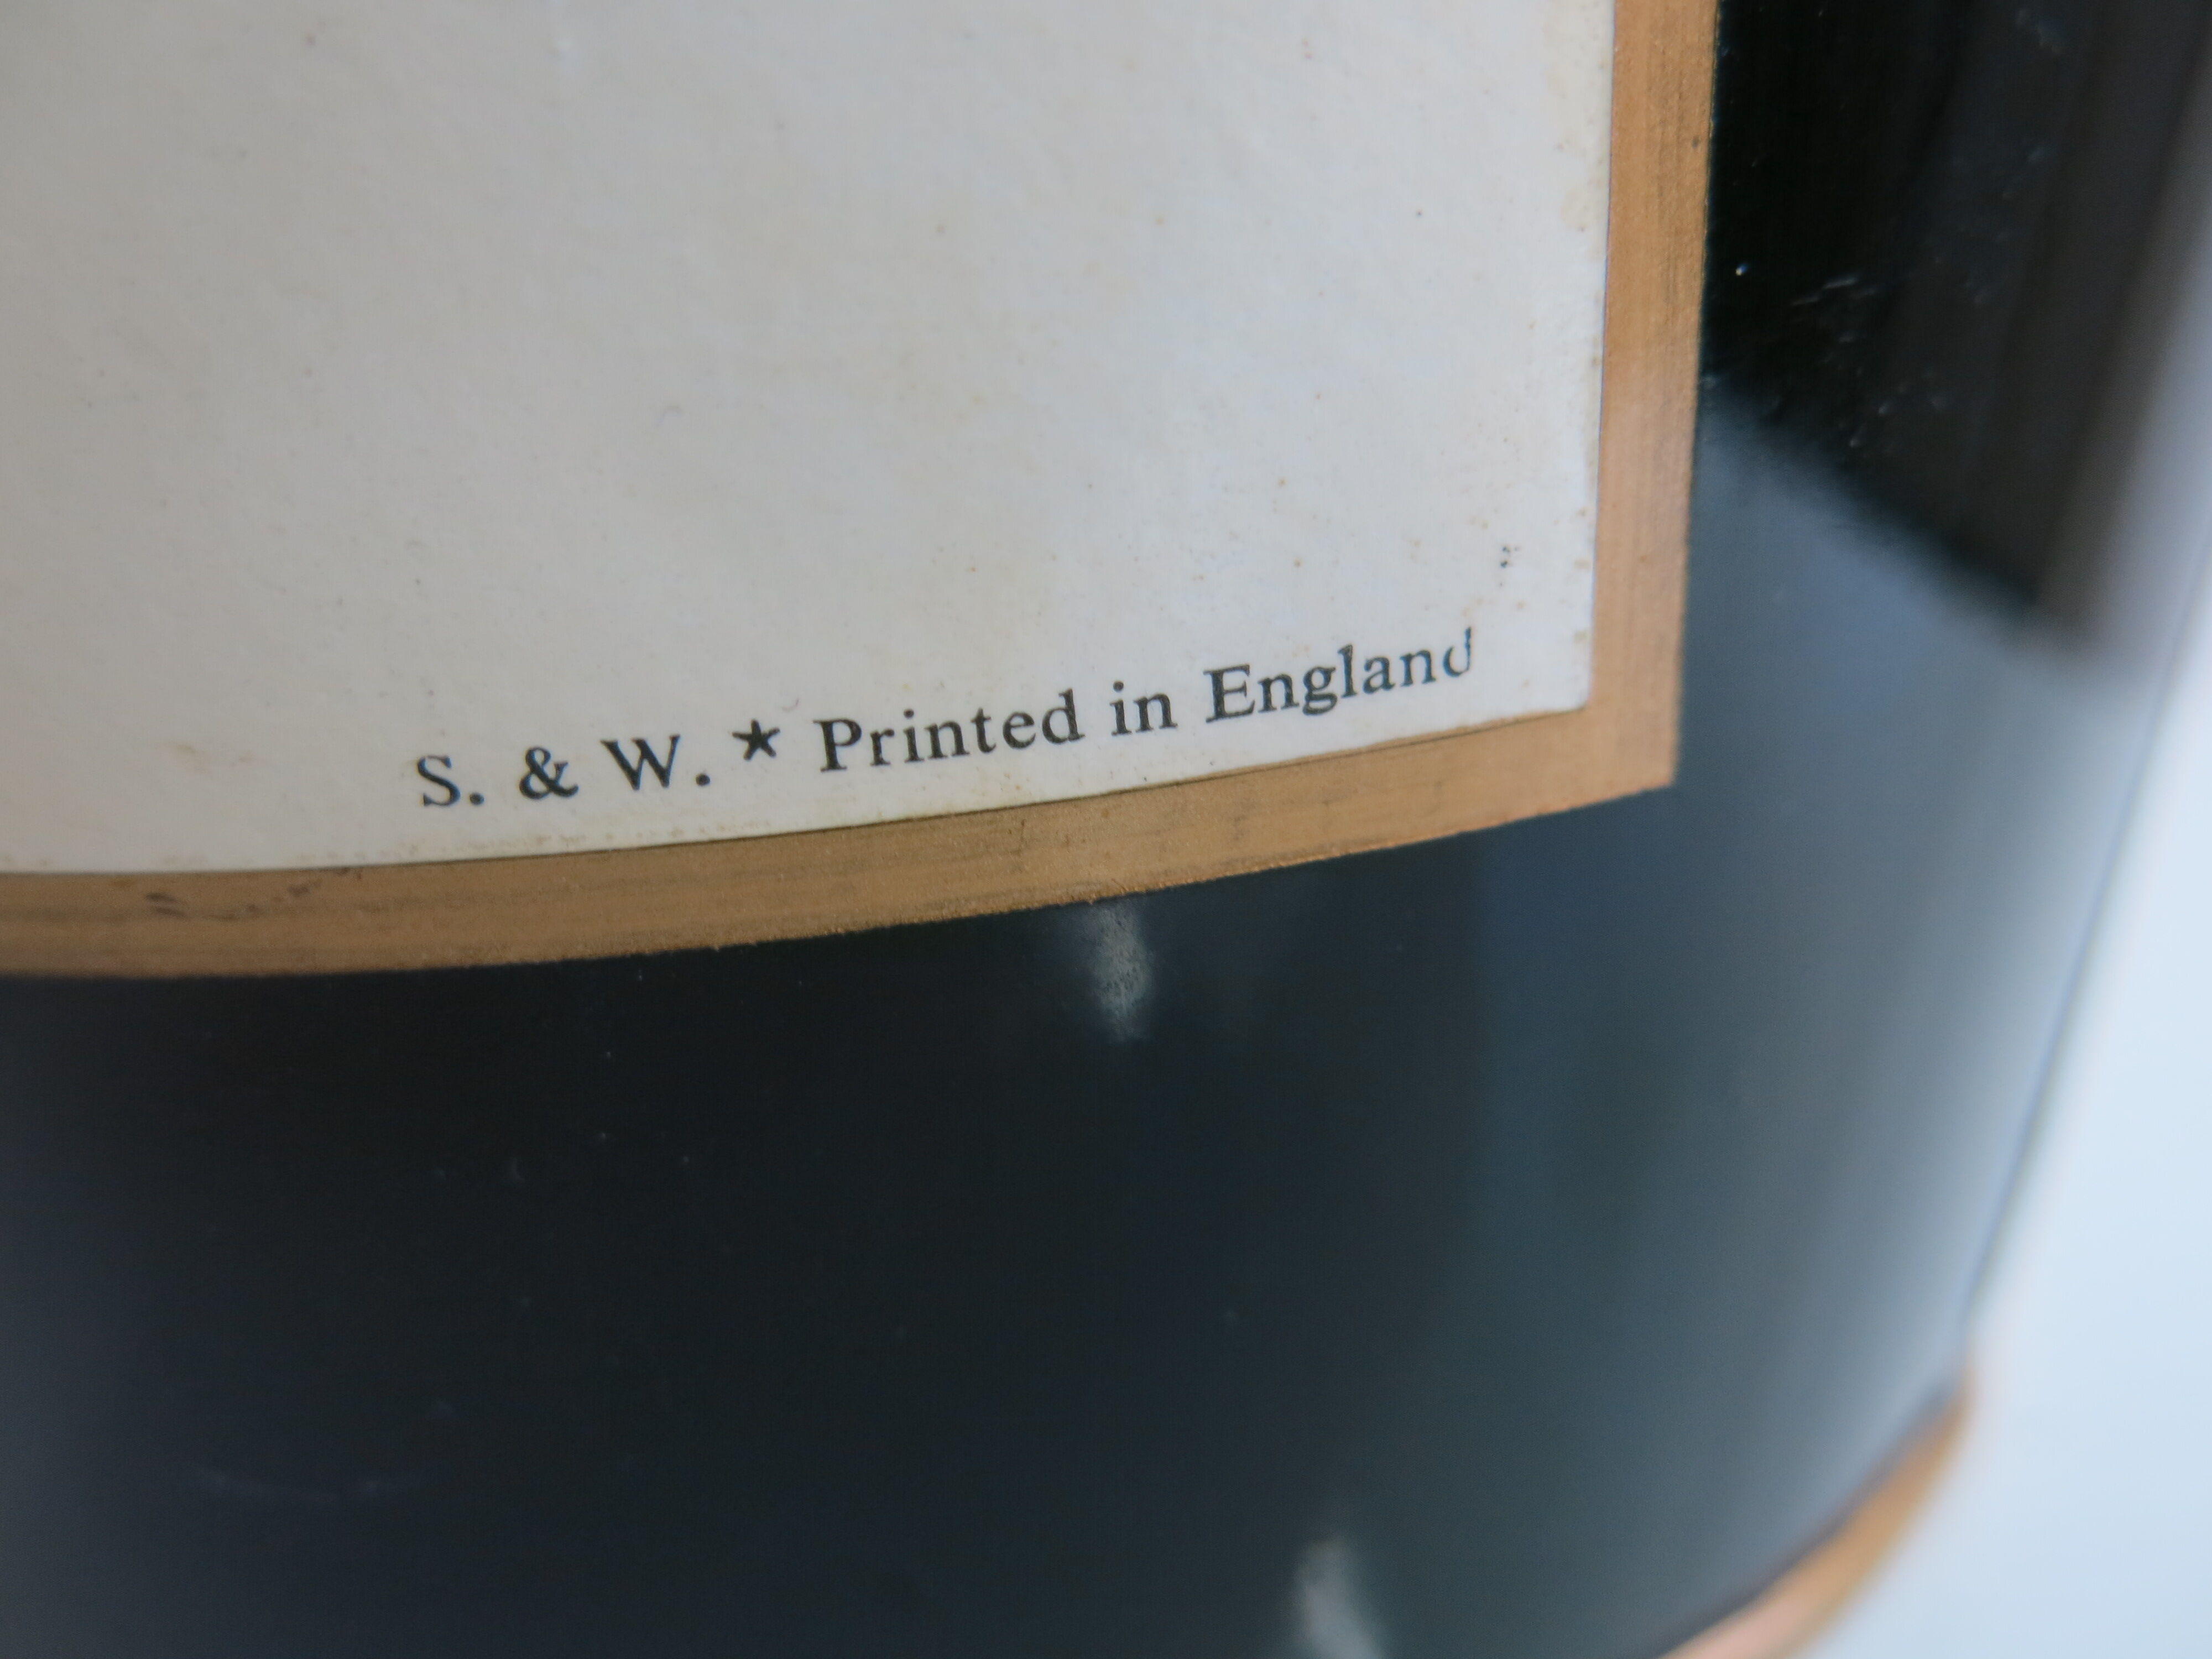 S. & W. ★ Printed in England